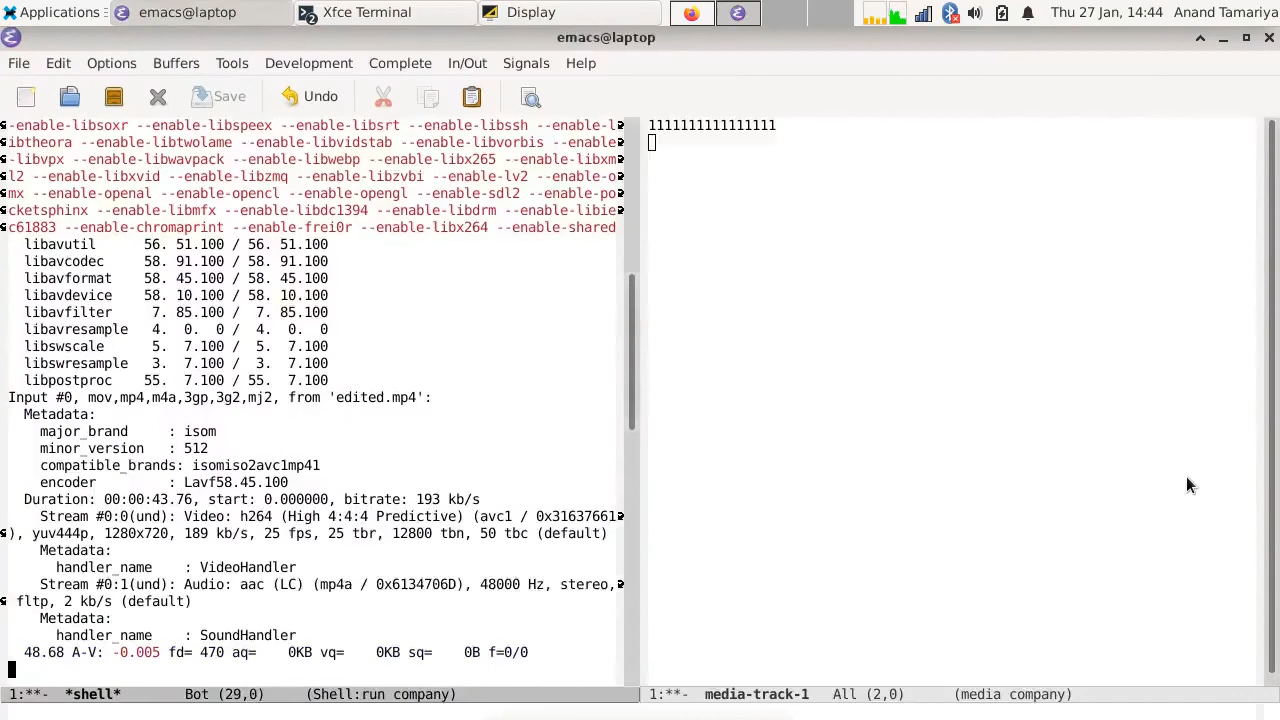 Applications
emacs@laptop
Xfce Terminal
Display
Thu 27 Jan, 14:44
Anand Tamariya
emacs@laptop
File Edit Options Buffers Tools Development Complete In/Out Signals Help
Save
Undo
-enable-libsoxr --enable-libspeex --enable-libsrt --enable-libssh --enable-l
ibtheora --enable-libtwolame --enable-libvidstab --enable-libvorbis --enable
-libvpx --enable-libwavpack --enable-libwebp --enable-libx265 --enable-libxm
l2 --enable-libxvid --enable-libzmq --enable-libzvbi --enable-lv2 --enable-o
mx --enable-openal --enable-opencl --enable-opengl --enable-sdl2 --enable-po
cketsphinx --enable-libmfx --enable-libdc1394 --enable-libdrm --enable-libie
c61883 --enable-chromaprint --enable-frei0r --enable-libx264 --enable-shared
libavutil 56. 51.100 / 56. 51.100
libavcodec 58. 91.100 / 58. 91.100
libavformat 58. 45.100 / 58. 45.100
libavdevice 58. 10.100 / 58. 10.100
libavfilter 7. 85.100 / 7. 85.100
libavresample 4. 0. 0 / 4. 0. 0
libswscale 5. 7.100 / 5. 7.100
libswresample 3. 7.100 / 3. 7.100
libpostproc 55. 7.100 / 55. 7.100
Input #0, mov,mp4,m4a,3gp,3g2,mj2, from 'edited.mp4':
Metadata:
major_brand : isom
minor_version : 512
compatible_brands: isomiso2avc1mp41
encoder : Lavf58.45.100
Duration: 00:00:43.76, start: 0.000000, bitrate: 193 kb/s
Stream #0:0(und): Video: h264 (High 4:4:4 Predictive) (avc1 / 0x31637661
), yuv444p, 1280x720, 189 kb/s, 25 fps, 25 tbr, 12800 tbn, 50 tbc (default)
Metadata:
handler_name : VideoHandler
Stream #0:1(und): Audio: aac (LC) (mp4a / 0x6134706D), 48000 Hz, stereo,
fltp, 2 kb/s (default)
Metadata:
handler_name : SoundHandler
48.68 A-V: -0.005 fd= 470 aq= 0KB vq= 0KB sq= 0B f=0/0
1:**- *shell* Bot (29,0) (Shell:run company)
1111111111111111
1:**- media-track-1 All (2,0) (media company)